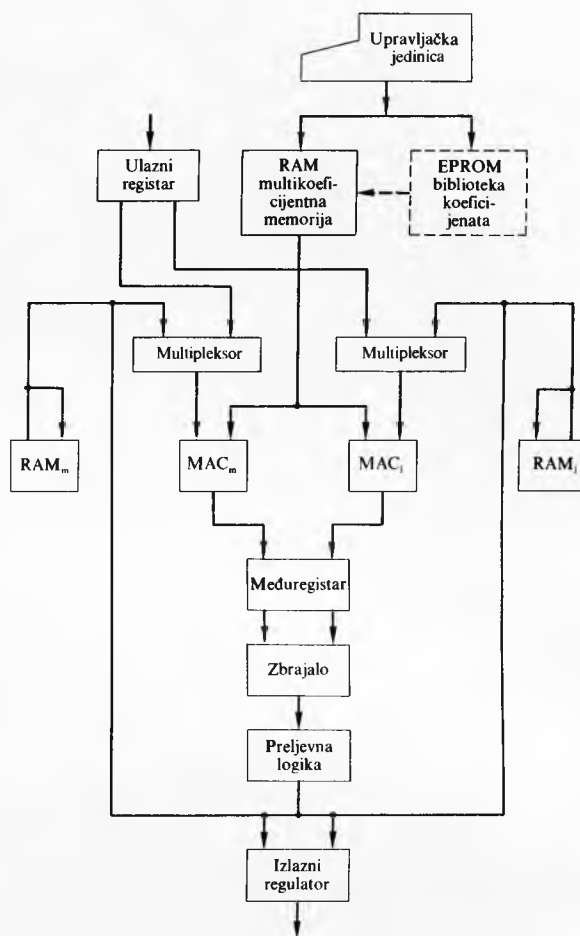 Upravljačka
jedinica
Ulazni
registar
RAM
multikoefi-
cijentna
memorija
EPROM
biblioteka
koefici-
jenata
Multipleksor
Multipleksor
RAMm
MACm
MACl
RAMl
Međuregistar
Zbrajalo
Preljevna
logika
Izlazni
regulator